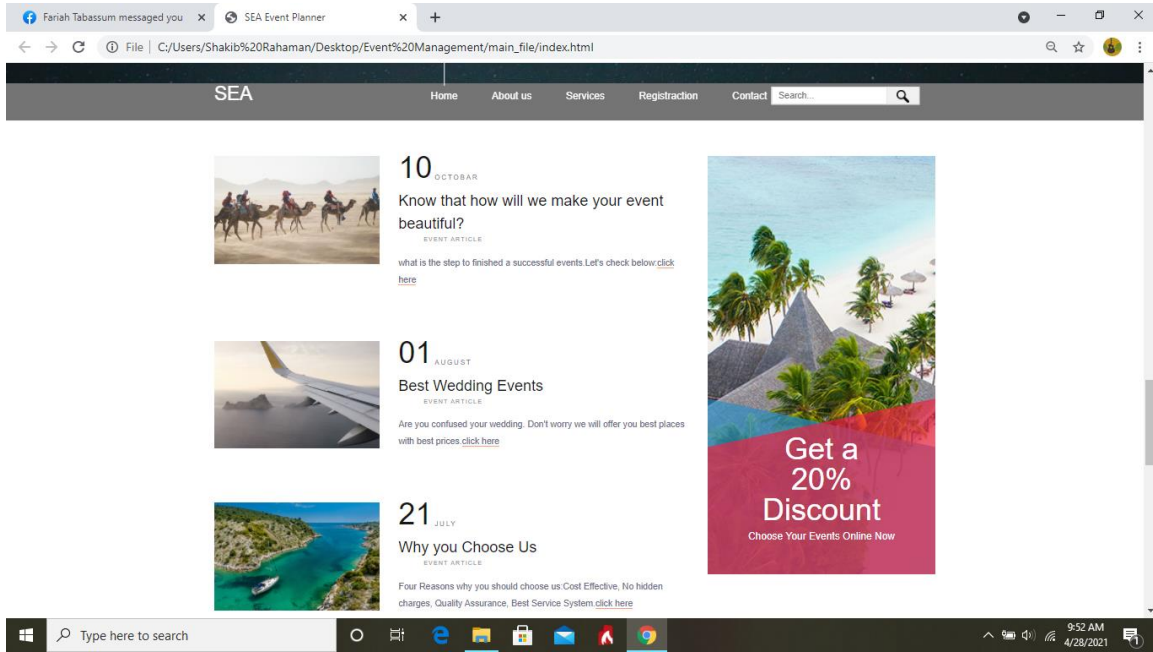 Fariah Tabassum messaged you
SEA Event Planner
File | C:/Users/Shakib%20Rahaman/Desktop/Event%20Management/main_file/index.html
SEA
Home
About us
Services
Registraction
Contact
Search...
10 OCTOBAR
Know that how will we make your event
beautiful?
EVENT ARTICLE
what is the step to finished a successful events.Let's check below:click
here
01 AUGUST
Best Wedding Events
EVENT ARTICLE
Are you confused your wedding. Don't worry we will offer you best places
with best prices.click here
21 JULY
Why you Choose Us
EVENT ARTICLE
Four Reasons why you should choose us:Cost Effective, No hidden
charges, Quality Assurance, Best Service System.click here
Get a
20%
Discount
Choose Your Events Online Now
Type here to search
9:52 AM
4/28/2021
1